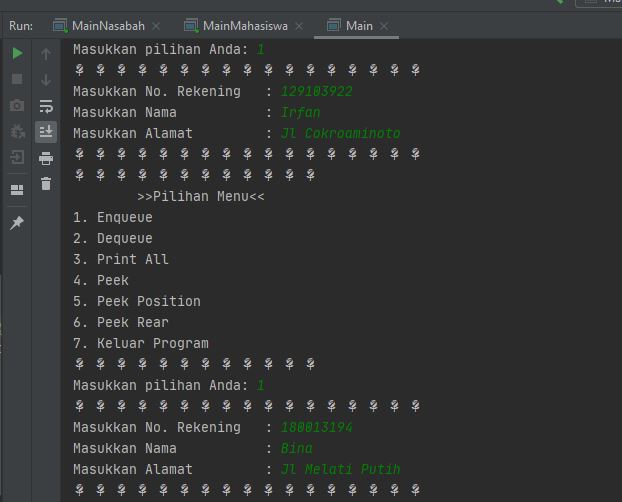 Run: MainNasabah × MainMahasiswa × Main ×
Masukkan pilihan Anda: 1
Masukkan No. Rekening : 129103922
Masukkan Nama : Irfan
Masukkan Alamat : Jl Cokroaminoto
>>Pilihan Menu<<
1. Enqueue
2. Dequeue
3. Print All
4. Peek
5. Peek Position
6. Peek Rear
7. Keluar Program
Masukkan pilihan Anda: 1
Masukkan No. Rekening : 180013194
Masukkan Nama : Bina
Masukkan Alamat : Jl Melati Putih